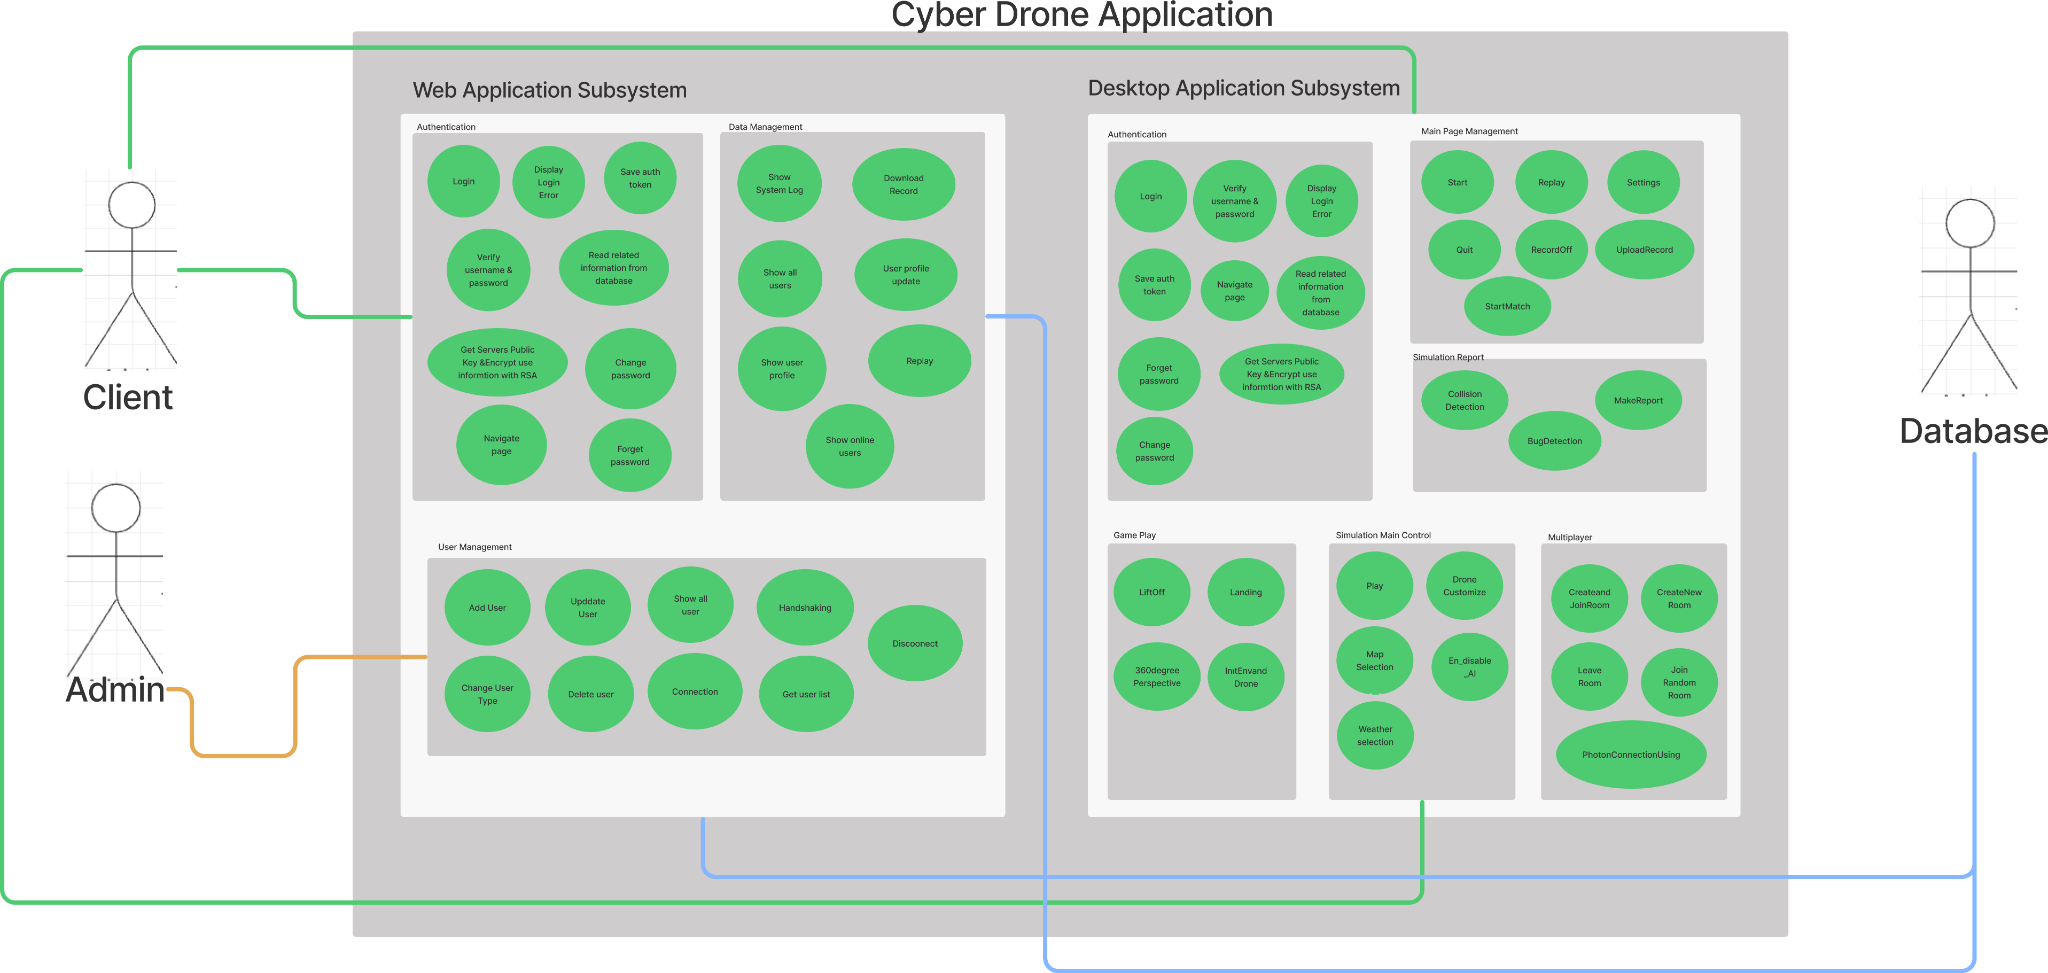 Cyber Drone Application
Web Application Subsystem
Authentication
Login
Display
Login
Error
Save auth
token
Verify
username &
password
Read related
information from
database
Get Servers Public
Key &Encrypt use
informtion with RSA
Change
password
Navigate
page
Forget
password
Data Management
Show
System Log
Download
Record
Show all
users
User profile
update
Show user
profile
Replay
Show online
users
User Management
Add User
Upddate
User
Show all
user
Handshaking
Discoonect
Change User
Type
Delete user
Connection
Get user list
Desktop Application Subsystem
Authentication
Login
Verify
username &
password
Display
Login
Error
Save auth
token
Navigate
page
Read related
information
from
database
Forget
password
Get Servers Public
Key &Encrypt use
informtion with RSA
Change
password
Main Page Management
Start
Replay
Settings
Quit
RecordOff
UploadRecord
StartMatch
Simulation Report
Collision
Detection
MakeReport
BugDetection
Game Play
LiftOff
Landing
360degree
Perspective
IntEnvand
Drone
Simulation Main Control
Play
Drone
Customize
Map
Selection
En_disable
_AI
Weather
selection
Multiplayer
Createand
JoinRoom
CreateNew
Room
Leave
Room
Join
Random
Room
PhotonConnectionUsing
Client
Admin
Database